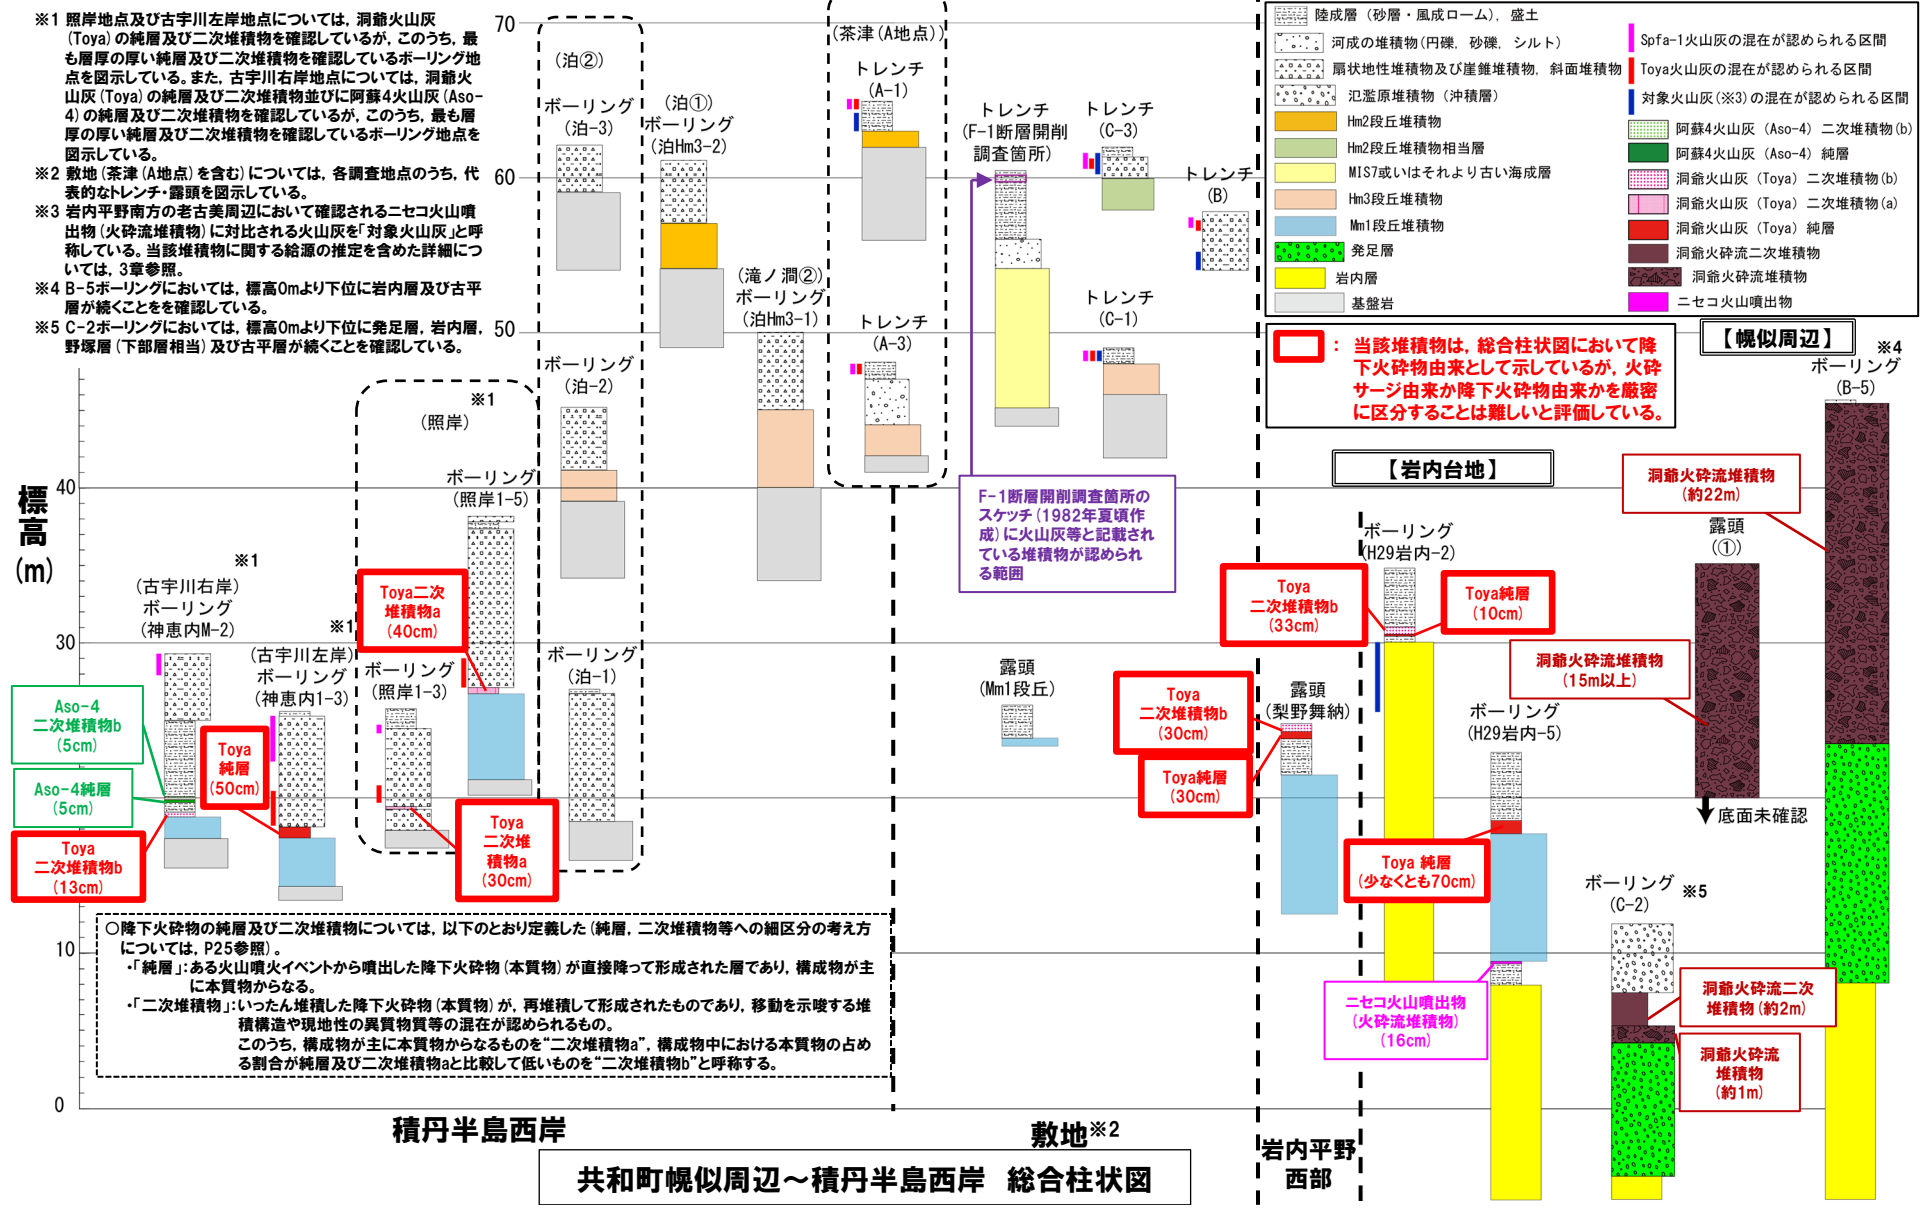 ※1 照岸地点及び古宇川左岸地点については，洞爺火山灰
(Toya)の純層及び二次堆積物を確認しているが，このうち，最
も層厚の厚い純層及び二次堆積物を確認しているボーリング地
点を図示している。また，古宇川右岸地点については，洞爺火
山灰(Toya)の純層及び二次堆積物並びに阿蘇4火山灰(Aso-
4)の純層及び二次堆積物を確認しているが，このうち，最も層
厚の厚い純層及び二次堆積物を確認しているボーリング地点を
図示している。
※2 敷地(茶津(A地点)を含む)については，各調査地点のうち，代
表的なトレンチ・露頭を図示している。
※3 岩内平野南方の老古美周辺において確認されるニセコ火山噴
出物(火砕流堆積物)に対比される火山灰を「対象火山灰」と呼
称している。当該堆積物に関する給源の推定を含めた詳細につ
いては，3章参照。
※4 B-5ボーリングにおいては，標高0mより下位に岩内層及び古平
層が続くことをを確認している。
※5 C-2ボーリングにおいては，標高0mより下位に発足層，岩内層，
野塚層(下部層相当)及び古平層が続くことを確認している。
70
60
50
40
30
10
0
標高(m)
(泊②)
ボーリング
(泊-3)
(泊①)
ボーリング
(泊Hm3-2)
(滝ノ澗②)
ボーリング
(泊Hm3-1)
ボーリング
(泊-2)
ボーリング
(泊-1)
(茶津(A地点))
トレンチ
(A-1)
トレンチ
(A-3)
トレンチ
(F-1断層開削
調査箇所)
トレンチ
(C-3)
トレンチ
(B)
トレンチ
(C-1)
陸成層（砂層・風成ローム），盛土
河成の堆積物(円礫，砂礫，シルト)
扇状地性堆積物及び崖錐堆積物，斜面堆積物
氾濫原堆積物（沖積層）
Hm2段丘堆積物
Hm2段丘堆積物相当層
MIS7或いはそれより古い海成層
Hm3段丘堆積物
Mm1段丘堆積物
発足層
岩内層
基盤岩
Spfa-1火山灰の混在が認められる区間
Toya火山灰の混在が認められる区間
対象火山灰(※3)の混在が認められる区間
阿蘇4火山灰（Aso-4）二次堆積物(b)
阿蘇4火山灰（Aso-4）純層
洞爺火山灰（Toya）二次堆積物(b)
洞爺火山灰（Toya）二次堆積物(a)
洞爺火山灰（Toya）純層
洞爺火砕流二次堆積物
洞爺火砕流堆積物
ニセコ火山噴出物
： 当該堆積物は，総合柱状図において降
下火砕物由来として示しているが，火砕
サージ由来か降下火砕物由来かを厳密
に区分することは難しいと評価している。
【幌似周辺】
※4
ボーリング
(B-5)
【岩内台地】
洞爺火砕流堆積物
(約22m)
露頭
(①)
洞爺火砕流堆積物
(15m以上)
底面未確認
ボーリング
(H29岩内-2)
Toya
二次堆積物b
(33cm)
Toya純層
(10cm)
F-1断層開削調査箇所の
スケッチ(1982年夏頃作
成)に火山灰等と記載され
ている堆積物が認められ
る範囲
※1
(照岸)
ボーリング
(照岸1-5)
Toya二次
堆積物a
(40cm)
※1
(古宇川右岸)
ボーリング
(神恵内M-2)
※1
(古宇川左岸)
ボーリング
(神恵内1-3)
ボーリング
(照岸1-3)
Aso-4
二次堆積物b
(5cm)
Aso-4純層
(5cm)
Toya
二次堆積物b
(13cm)
Toya
純層
(50cm)
Toya
二次堆
積物a
(30cm)
露頭
(Mm1段丘)
露頭
(梨野舞納)
Toya
二次堆積物b
(30cm)
Toya純層
(30cm)
ボーリング
(H29岩内-5)
Toya 純層
(少なくとも70cm)
ニセコ火山噴出物
(火砕流堆積物)
(16cm)
ボーリング
(C-2)
※5
洞爺火砕流二次
堆積物(約2m)
洞爺火砕流
堆積物
(約1m)
○降下火砕物の純層及び二次堆積物については，以下のとおり定義した(純層，二次堆積物等への細区分の考え方
については，P25参照)。
・「純層」：ある火山噴火イベントから噴出した降下火砕物(本質物)が直接降って形成された層であり，構成物が主
に本質物からなる。
・「二次堆積物」：いったん堆積した降下火砕物(本質物)が，再堆積して形成されたものであり，移動を示唆する堆
積構造や現地性の異質物質等の混在が認められるもの。
このうち，構成物が主に本質物からなるものを“二次堆積物a”，構成物中における本質物の占め
る割合が純層及び二次堆積物aと比較して低いものを“二次堆積物b”と呼称する。
積丹半島西岸
敷地※2
岩内平野
西部
共和町幌似周辺～積丹半島西岸 総合柱状図